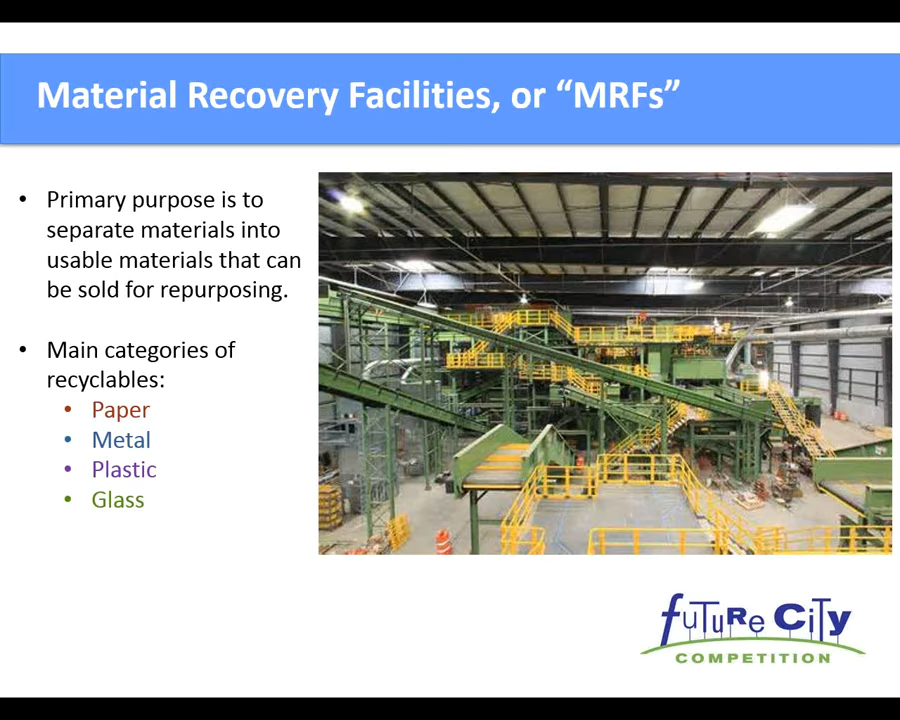 Material Recovery Facilities, or “MRFs”
• Primary purpose is to
separate materials into
usable materials that can
be sold for repurposing.
• Main categories of
recyclables:
• Paper
• Metal
• Plastic
• Glass
fuTuRe CiTy
COMPETITION